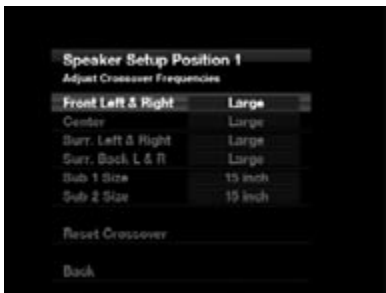 Speaker Setup Position 1
Adjust Crossover Frequencies
Front Left & Right Large
Center Large
Surr. Left & Right Large
Surr. Back L & R Large
Sub 1 Size 15 inch
Sub 2 Size 15 inch
Reset Crossover
Back